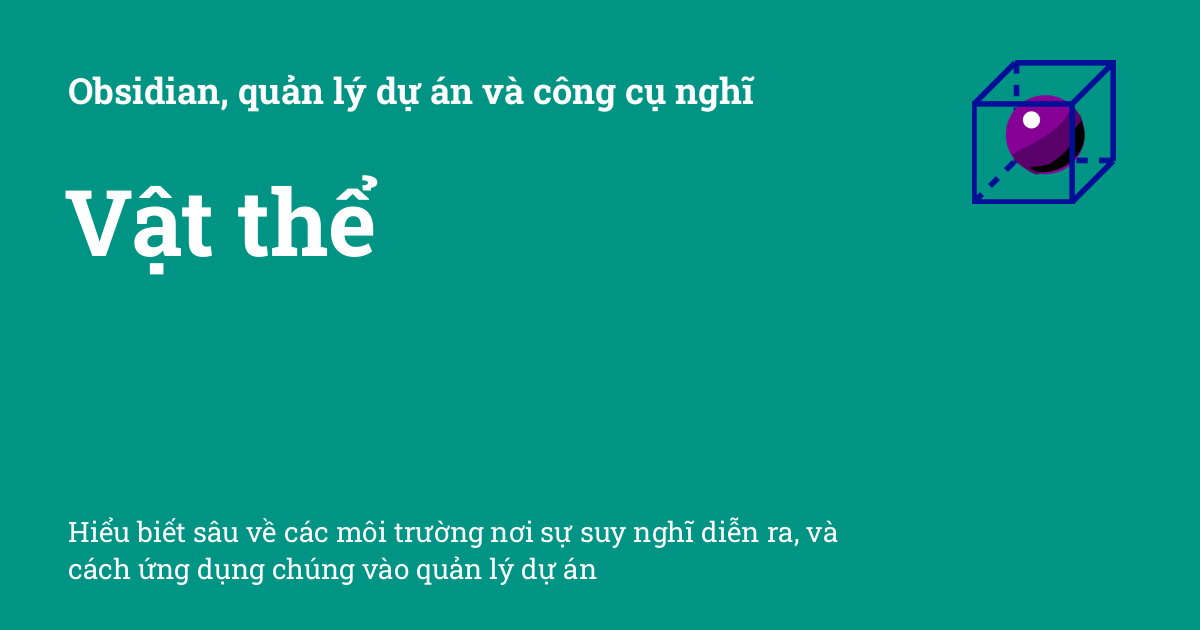 Obsidian, quản lý dự án và công cụ nghĩ
Vật thể
Hiểu biết sâu về các môi trường nơi sự suy nghĩ diễn ra, và
cách ứng dụng chúng vào quản lý dự án